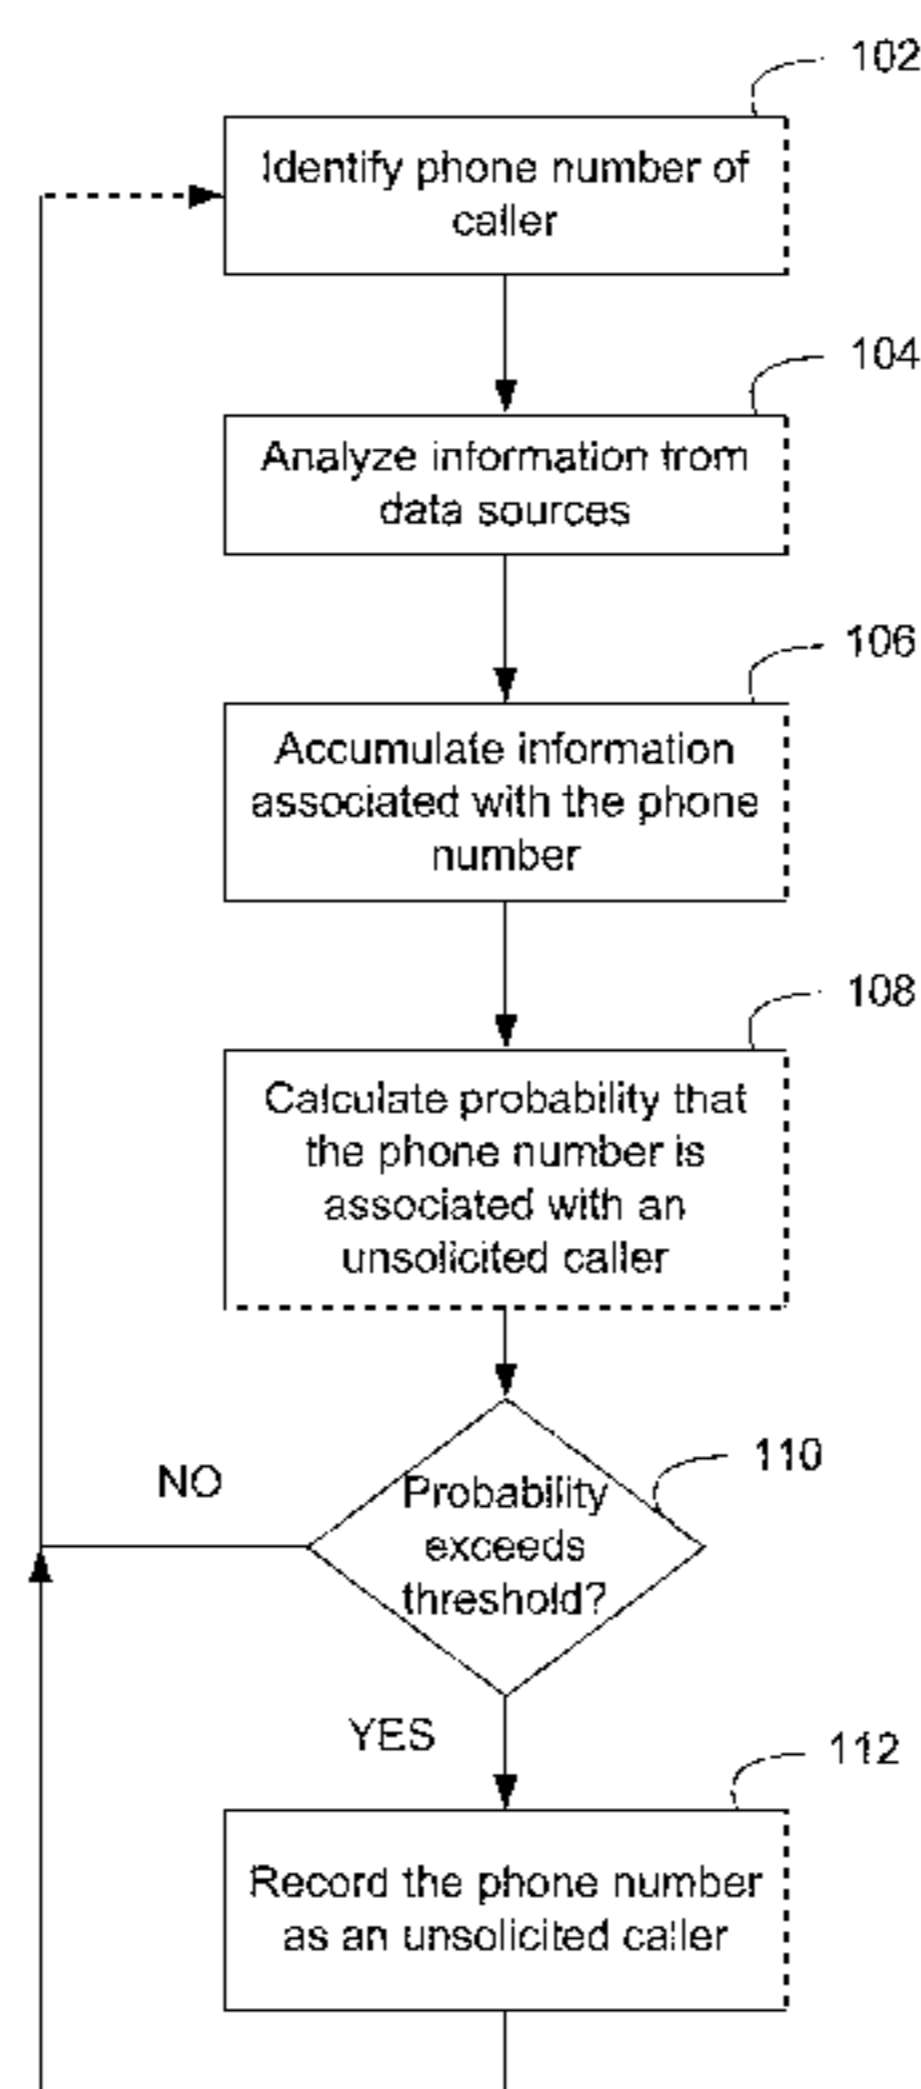 102
Identify phone number of
caller
104
Analyze information from
data sources
106
Accumulate information
associated with the phone
number
108
Calculate probability that
the phone number is
associated with an
unsolicited caller
110
NO
Probability
exceeds
threshold?
YES
112
Record the phone number
as an unsolicited caller